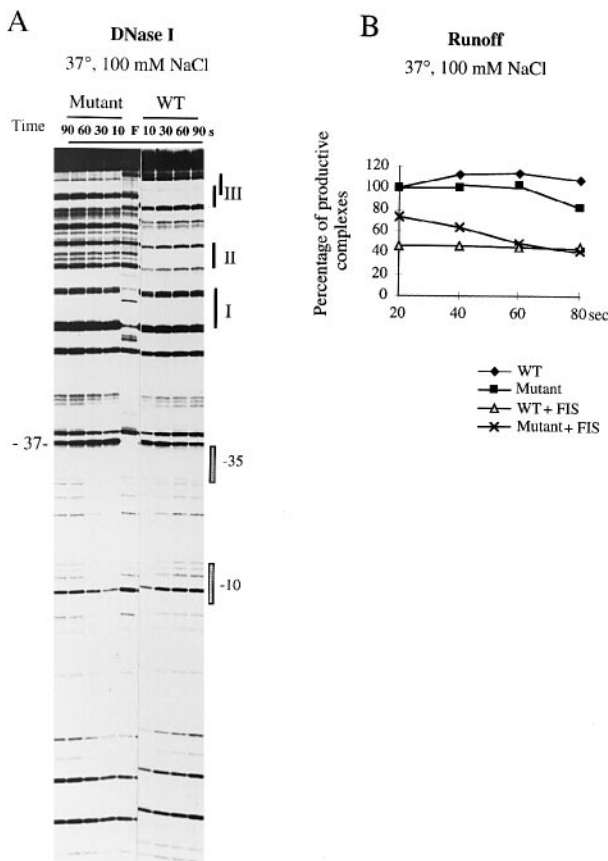 A
DNase I
37°, 100 mM NaCl
Mutant WT
Time 90 60 30 10 F 10 30 60 90 s
III
II
I
- 37-
-35
-10
B
Runoff
37°, 100 mM NaCl
Percentage of productive
complexes
120
100
80
60
40
20
0
20 40 60 80 sec
WT
Mutant
WT + FIS
Mutant + FIS